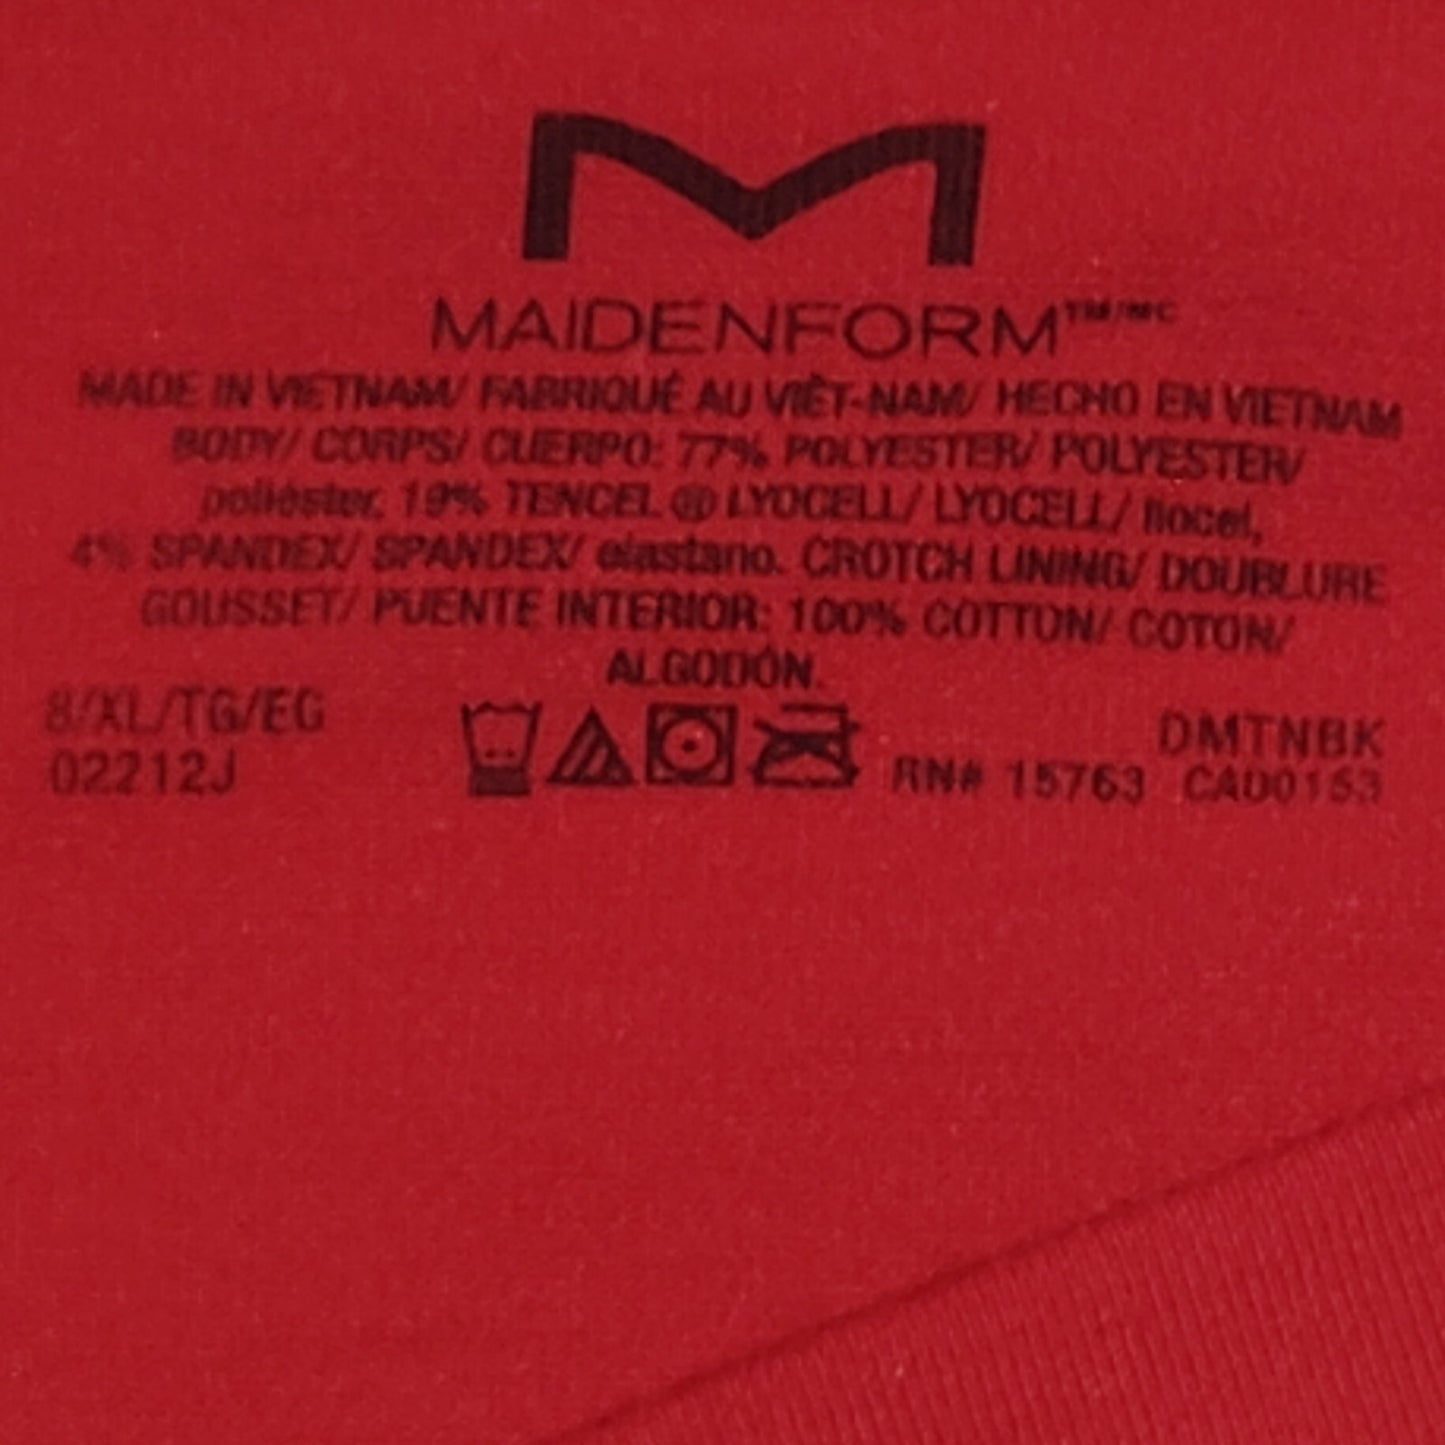 MAIDENFORM™/MC
MADE IN VIETNAM/ FABRIQUÉ AU VIÊT-NAM/ HECHO EN VIETNAM
BODY/ CORPS/ CUERPO: 77% POLYESTER/ POLYESTER/
poliéster, 19% TENCEL ® LYOCELL/ LYOCELL/ liocel,
4% SPANDEX/ SPANDEX/ elastano. CROTCH LINING/ DOUBLURE
GOUSSET/ PUENTE INTERIOR: 100% COTTON/ COTON/
ALGODÓN.
8/XL/TG/EG DMTNBK
02212J RN# 15763 CA00153